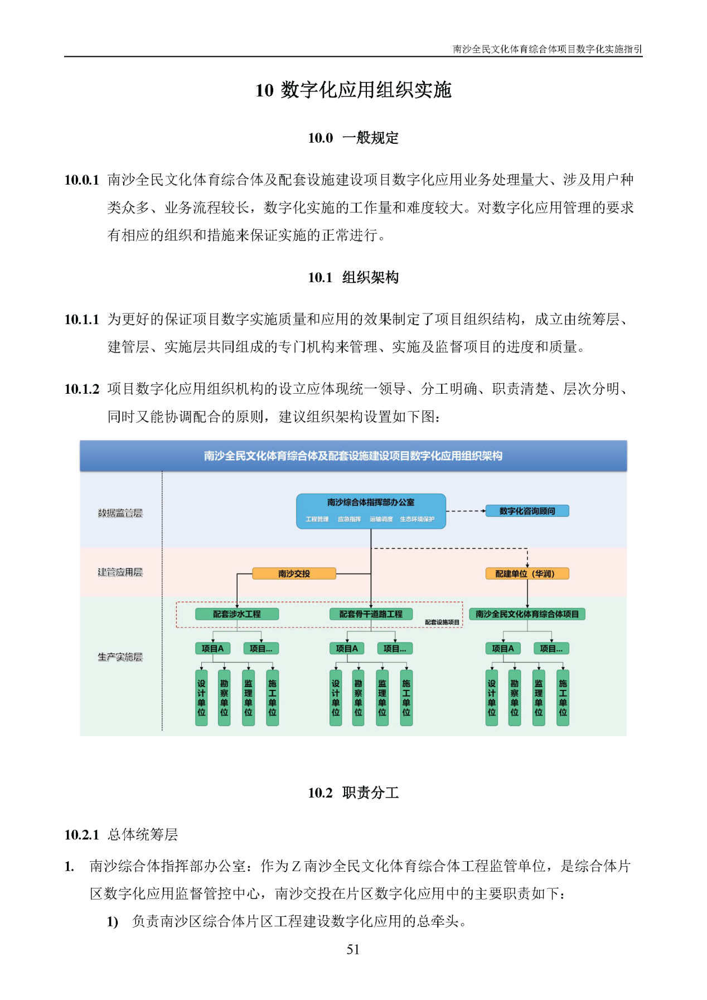 南沙全民文化体育综合体项目数字化实施指引
10 数字化应用组织实施
10.0 一般规定
10.0.1 南沙全民文化体育综合体及配套设施建设项目数字化应用业务处理量大、涉及用户种
类众多、业务流程较长，数字化实施的工作量和难度较大。对数字化应用管理的要求
有相应的组织和措施来保证实施的正常进行。
10.1 组织架构
10.1.1 为更好的保证项目数字实施质量和应用的效果制定了项目组织结构，成立由统筹层、
建管层、实施层共同组成的专门机构来管理、实施及监督项目的进度和质量。
10.1.2 项目数字化应用组织机构的设立应体现统一领导、分工明确、职责清楚、层次分明、
同时又能协调配合的原则，建议组织架构设置如下图：
南沙全民文化体育综合体及配套设施建设项目数字化应用组织架构
数据监管层
南沙综合体指挥部办公室
工程管理 应急指挥 运输调度 生态环境保护
数字化咨询顾问
建管应用层
南沙交投
配建单位（华润）
生产实施层
配套涉水工程
配套骨干道路工程
配套设施项目
南沙全民文化体育综合体项目
项目A 项目...
项目A 项目...
项目A 项目...
设计单位 勘察单位 监理单位 施工单位
设计单位 勘察单位 监理单位 施工单位
设计单位 勘察单位 监理单位 施工单位
10.2 职责分工
10.2.1 总体统筹层
1. 南沙综合体指挥部办公室：作为 Z 南沙全民文化体育综合体工程监管单位，是综合体片
区数字化应用监督管控中心，南沙交投在片区数字化应用中的主要职责如下：
1) 负责南沙区综合体片区工程建设数字化应用的总牵头。
51